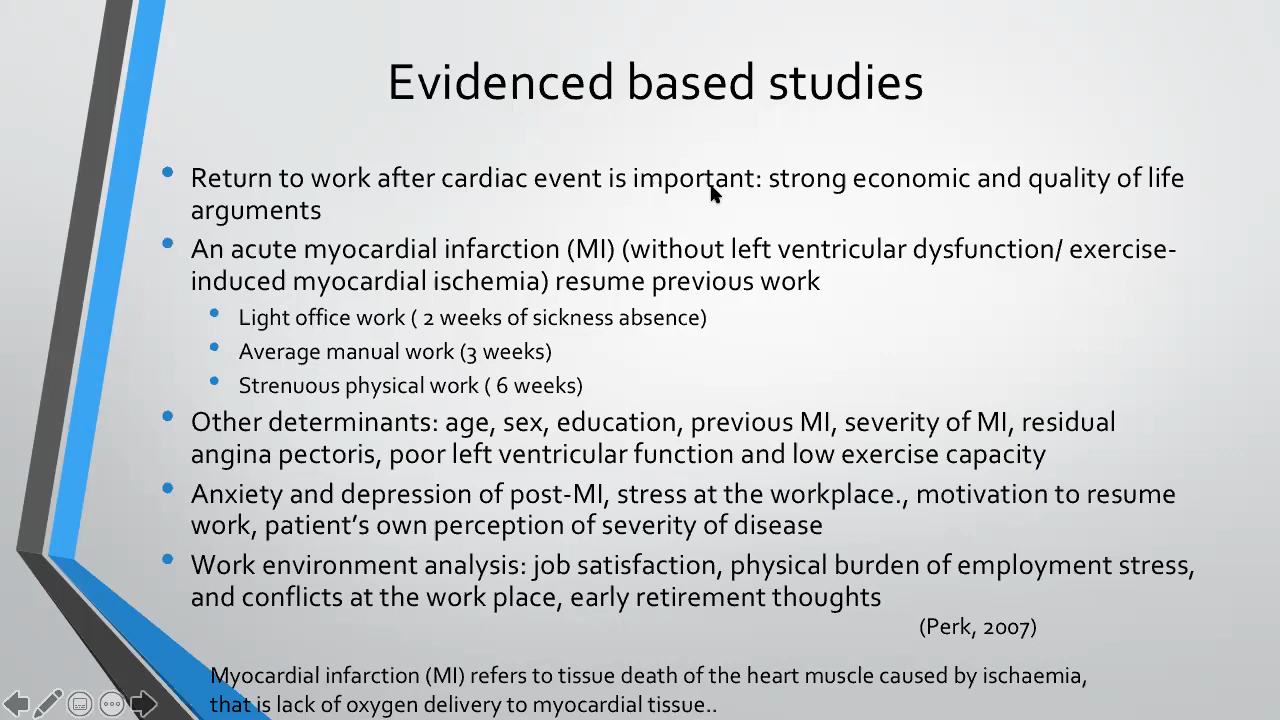 Evidenced based studies
Return to work after cardiac event is important: strong economic and quality of life
arguments
An acute myocardial infarction (MI) (without left ventricular dysfunction/ exercise-
induced myocardial ischemia) resume previous work
Light office work ( 2 weeks of sickness absence)
Average manual work (3 weeks)
Strenuous physical work ( 6 weeks)
Other determinants: age, sex, education, previous MI, severity of MI, residual
angina pectoris, poor left ventricular function and low exercise capacity
Anxiety and depression of post-MI, stress at the workplace., motivation to resume
work, patient’s own perception of severity of disease
Work environment analysis: job satisfaction, physical burden of employment stress,
and conflicts at the work place, early retirement thoughts
(Perk, 2007)
Myocardial infarction (MI) refers to tissue death of the heart muscle caused by ischaemia,
that is lack of oxygen delivery to myocardial tissue..